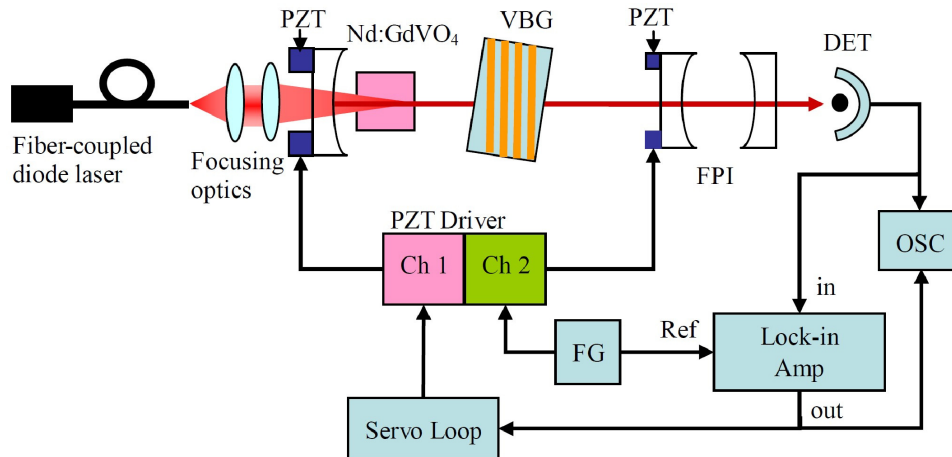 PZT
Nd:GdVO4
VBG
PZT
DET
Fiber-coupled
diode laser
Focusing
optics
FPI
PZT Driver
Ch 1
Ch 2
OSC
in
Ref
FG
Lock-in
Amp
out
Servo Loop